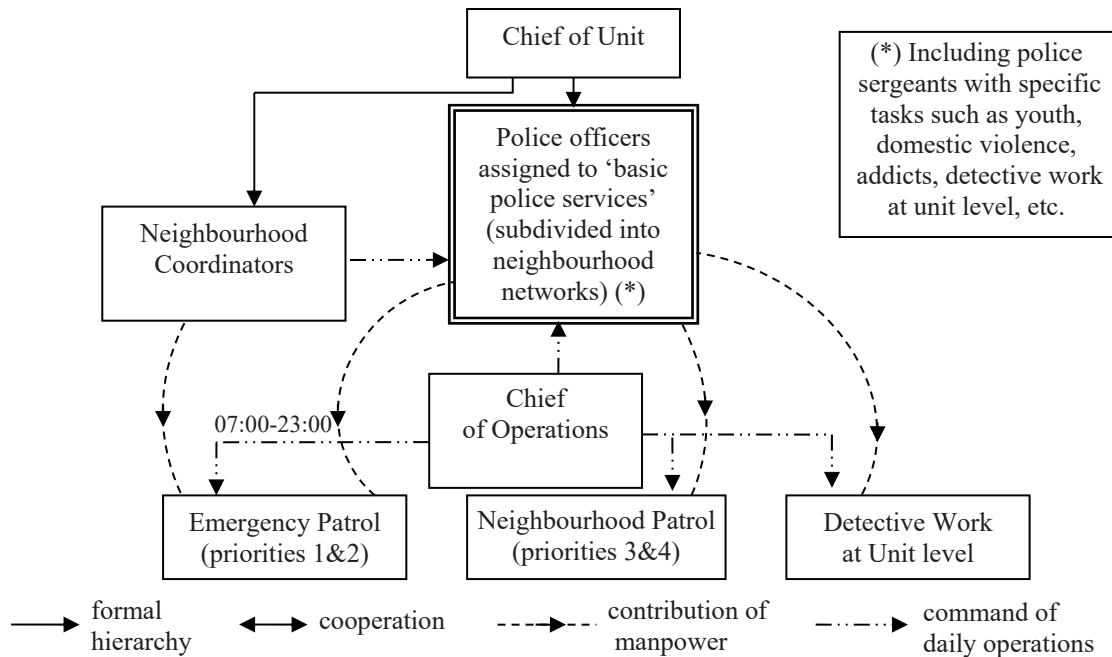 Chief of Unit
(*) Including police
sergeants with specific
tasks such as youth,
domestic violence,
addicts, detective work
at unit level, etc.
Police officers
assigned to ‘basic
police services’
(subdivided into
neighbourhood
networks) (*)
Neighbourhood
Coordinators
Chief
of Operations
07:00-23:00
Emergency Patrol
(priorities 1&2)
Neighbourhood Patrol
(priorities 3&4)
Detective Work
at Unit level
formal
hierarchy
cooperation
contribution of
manpower
command of
daily operations